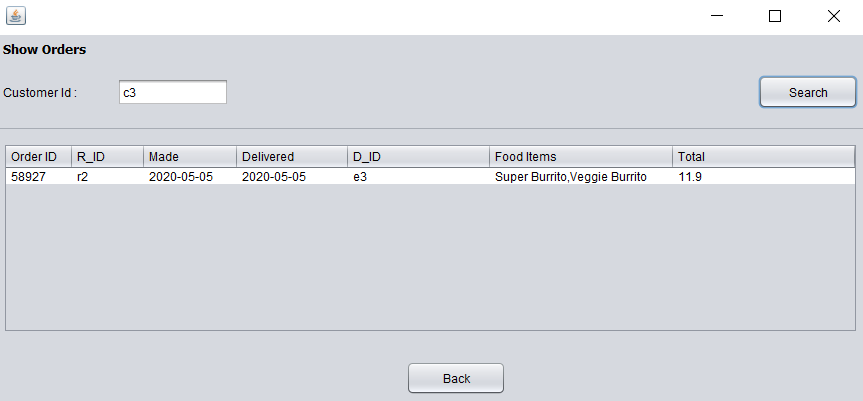 Show Orders
Customer Id : c3 Search
Order ID R_ID Made Delivered D_ID Food Items Total
58927 r2 2020-05-05 2020-05-05 e3 Super Burrito,Veggie Burrito 11.9
Back